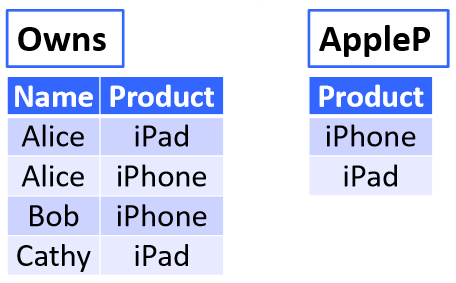 Owns
Name Product
Alice iPad
Alice iPhone
Bob iPhone
Cathy iPad
AppleP
Product
iPhone
iPad